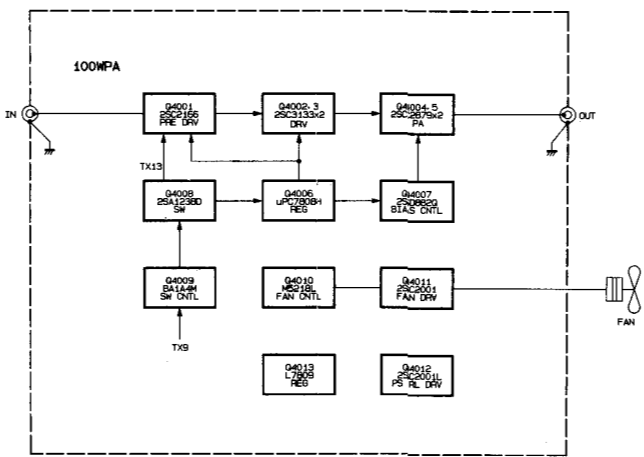 100WPA
IN
Q4001
2SC2166
PRE DRV
Q4002.3
2SC3133x2
DRV
Q4004.5
2SC2879x2
PA
OUT
TX13
Q4008
2SA1238D
SW
Q4006
uPC7808H
REG
Q4007
2SD882Q
BIAS CNTL
Q4009
BA1A4M
SW CNTL
Q4010
M5218L
FAN CNTL
Q4011
2SC2001
FAN DRV
FAN
TX9
Q4013
L7809
REG
Q4012
2SC2001L
PS RL DRV